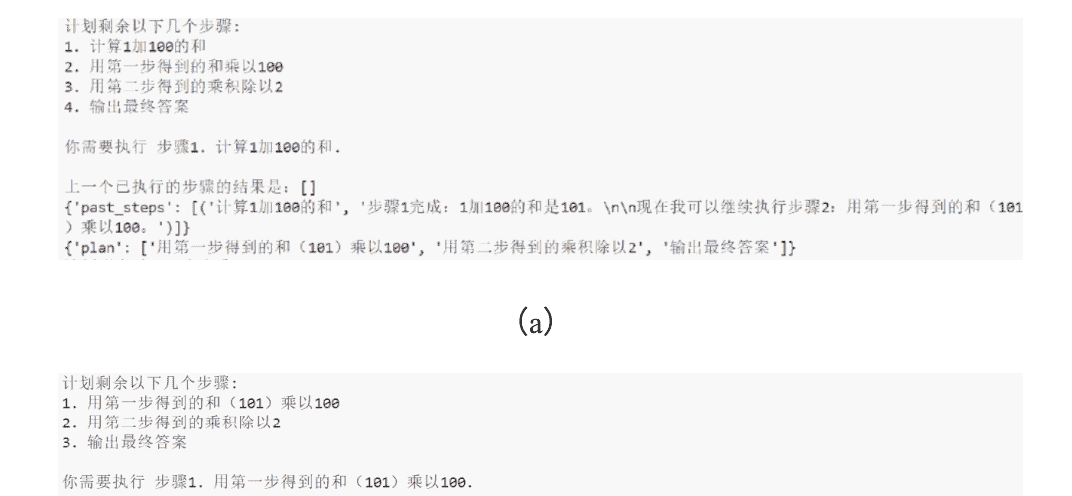 计划剩余以下几个步骤:
1. 计算1加100的和
2. 用第一步得到的和乘以100
3. 用第二步得到的乘积除以2
4. 输出最终答案
你需要执行 步骤1. 计算1加100的和.
上一个已执行的步骤的结果是: []
{'past_steps': [('计算1加100的和', '步骤1完成：1加100的和是101。\n\n现在我可以继续执行步骤2：用第一步得到的和（101
）乘以100。')]}
{'plan': ['用第一步得到的和（101）乘以100', '用第二步得到的乘积除以2', '输出最终答案']}
(a)
计划剩余以下几个步骤:
1. 用第一步得到的和（101）乘以100
2. 用第二步得到的乘积除以2
3. 输出最终答案
你需要执行 步骤1. 用第一步得到的和（101）乘以100.